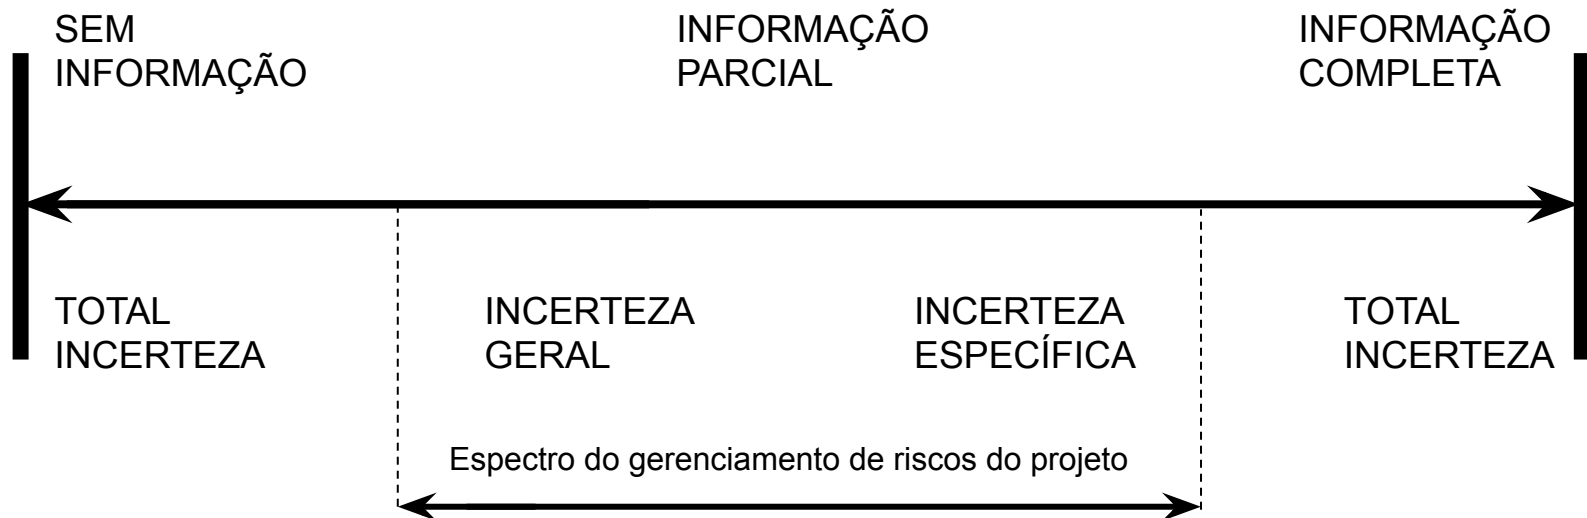 SEM
INFORMAÇÃO
INFORMAÇÃO
PARCIAL
INFORMAÇÃO
COMPLETA
TOTAL
INCERTEZA
INCERTEZA
GERAL
INCERTEZA
ESPECÍFICA
TOTAL
INCERTEZA
Espectro do gerenciamento de riscos do projeto